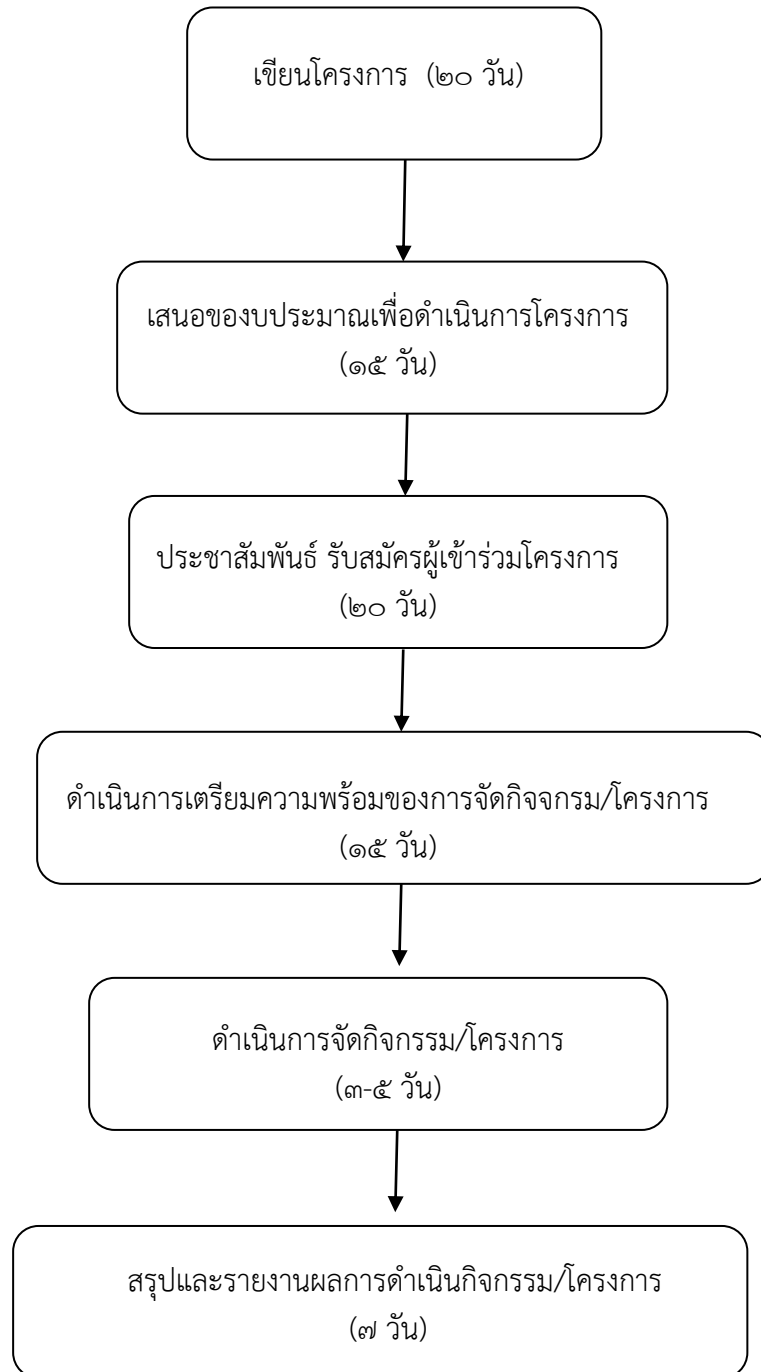 เขียนโครงการ (๒๐ วัน)
เสนอของบประมาณเพื่อดำเนินการโครงการ
(๑๕ วัน)
ประชาสัมพันธ์ รับสมัครผู้เข้าร่วมโครงการ
(๒๐ วัน)
ดำเนินการเตรียมความพร้อมของการจัดกิจจกรม/โครงการ
(๑๕ วัน)
ดำเนินการจัดกิจกรรม/โครงการ
(๓-๕ วัน)
สรุปและรายงานผลการดำเนินกิจกรรม/โครงการ
(๗ วัน)